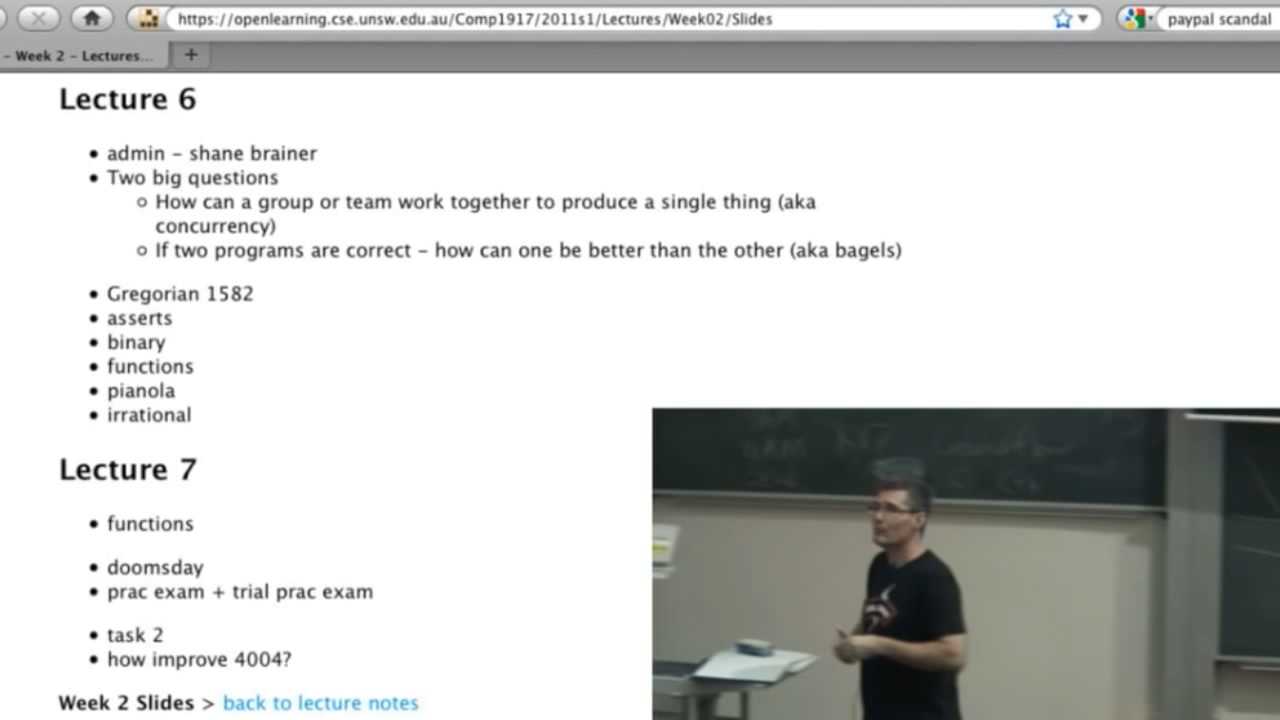 https://openlearning.cse.unsw.edu.au/Comp1917/2011s1/Lectures/Week02/Slides
paypal scandal
– Week 2 – Lectures...
+
Lecture 6
• admin – shane brainer
• Two big questions
How can a group or team work together to produce a single thing (aka
concurrency)
If two programs are correct – how can one be better than the other (aka bagels)
• Gregorian 1582
• asserts
• binary
• functions
• pianola
• irrational
Lecture 7
• functions
• doomsday
• prac exam + trial prac exam
• task 2
• how improve 4004?
Week 2 Slides > back to lecture notes